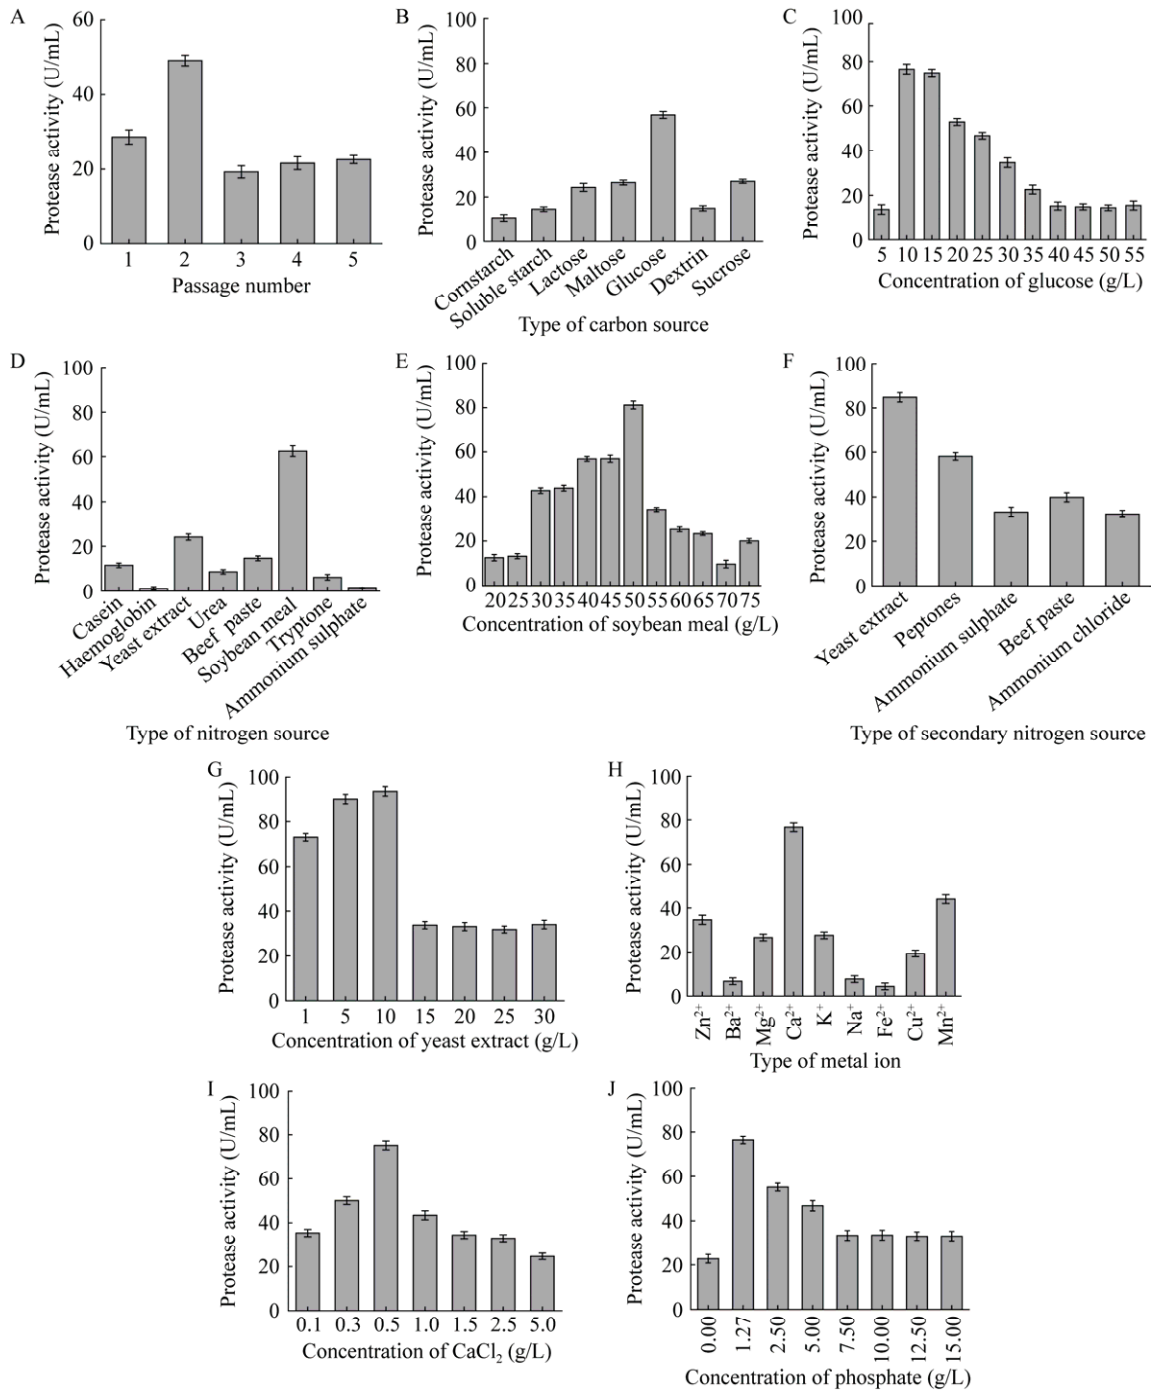 A
Protease activity (U/mL)
60
40
20
0
1 2 3 4 5
Passage number
B
Protease activity (U/mL)
100
80
60
40
20
0
Cornstarch
Soluble starch
Lactose
Maltose
Glucose
Dextrin
Sucrose
Type of carbon source
C
Protease activity (U/mL)
100
80
60
40
20
0
5 10 15 20 25 30 35 40 45 50 55
Concentration of glucose (g/L)
D
Protease activity (U/mL)
100
80
60
40
20
0
Casein
Haemoglobin
Yeast extract
Urea
Beef paste
Soybean meal
Tryptone
Ammonium sulphate
Type of nitrogen source
E
Protease activity (U/mL)
100
80
60
40
20
0
20 25 30 35 40 45 50 55 60 65 70 75
Concentration of soybean meal (g/L)
F
Protease activity (U/mL)
100
80
60
40
20
0
Yeast extract
Peptones
Ammonium sulphate
Beef paste
Ammonium chloride
Type of secondary nitrogen source
G
Protease activity (U/mL)
100
80
60
40
20
0
1 5 10 15 20 25 30
Concentration of yeast extract (g/L)
H
Protease activity (U/mL)
100
80
60
40
20
0
Zn²⁺
Ba²⁺
Mg²⁺
Ca²⁺
K⁺
Na⁺
Fe²⁺
Cu²⁺
Mn²⁺
Type of metal ion
I
Protease activity (U/mL)
100
80
60
40
20
0
0.1 0.3 0.5 1.0 1.5 2.5 5.0
Concentration of CaCl₂ (g/L)
J
Protease activity (U/mL)
100
80
60
40
20
0
0.00
1.27
2.50
5.00
7.50
10.00
12.50
15.00
Concentration of phosphate (g/L)